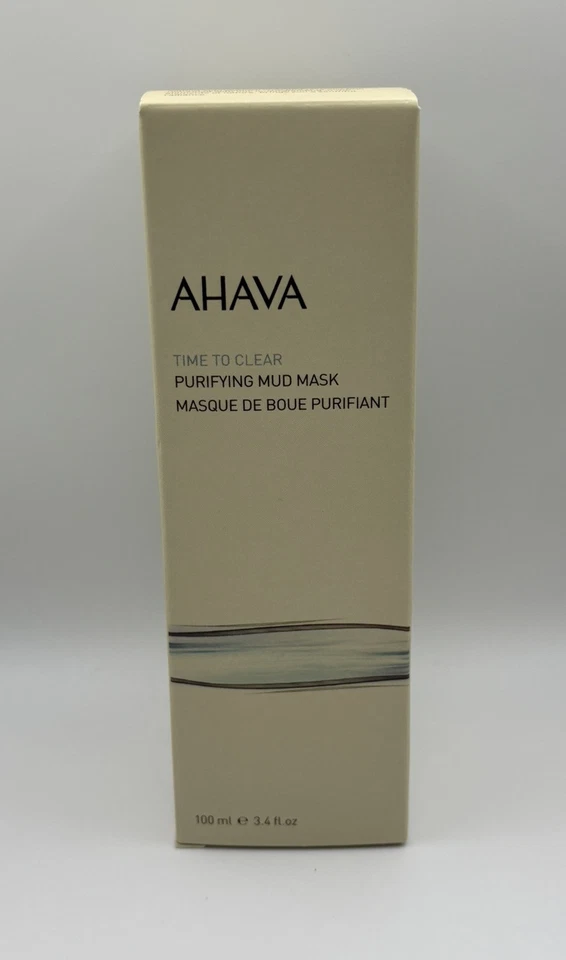 AHAVA
TIME TO CLEAR
PURIFYING MUD MASK
MASQUE DE BOUE PURIFIANT
100 ml e 3.4 fl.oz